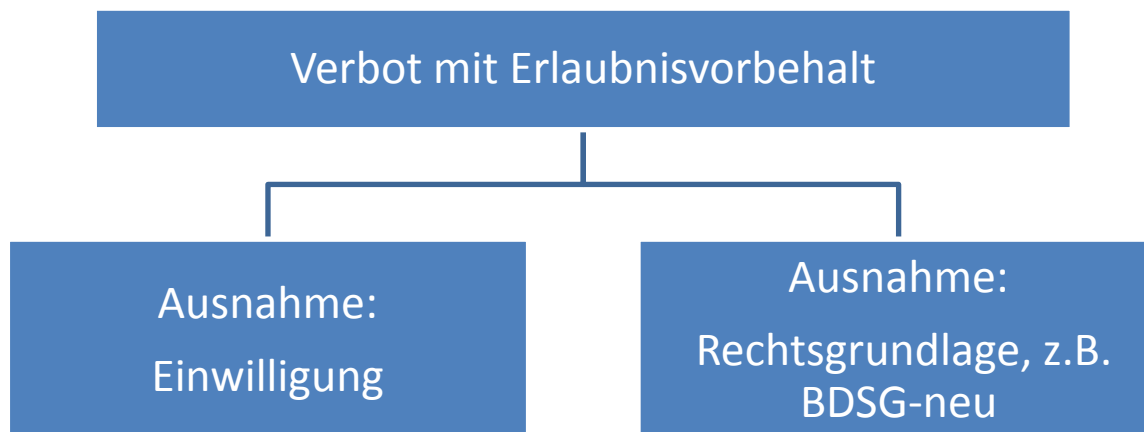 Verbot mit Erlaubnisvorbehalt
Ausnahme:
Einwilligung
Ausnahme:
Rechtsgrundlage, z.B.
BDSG-neu